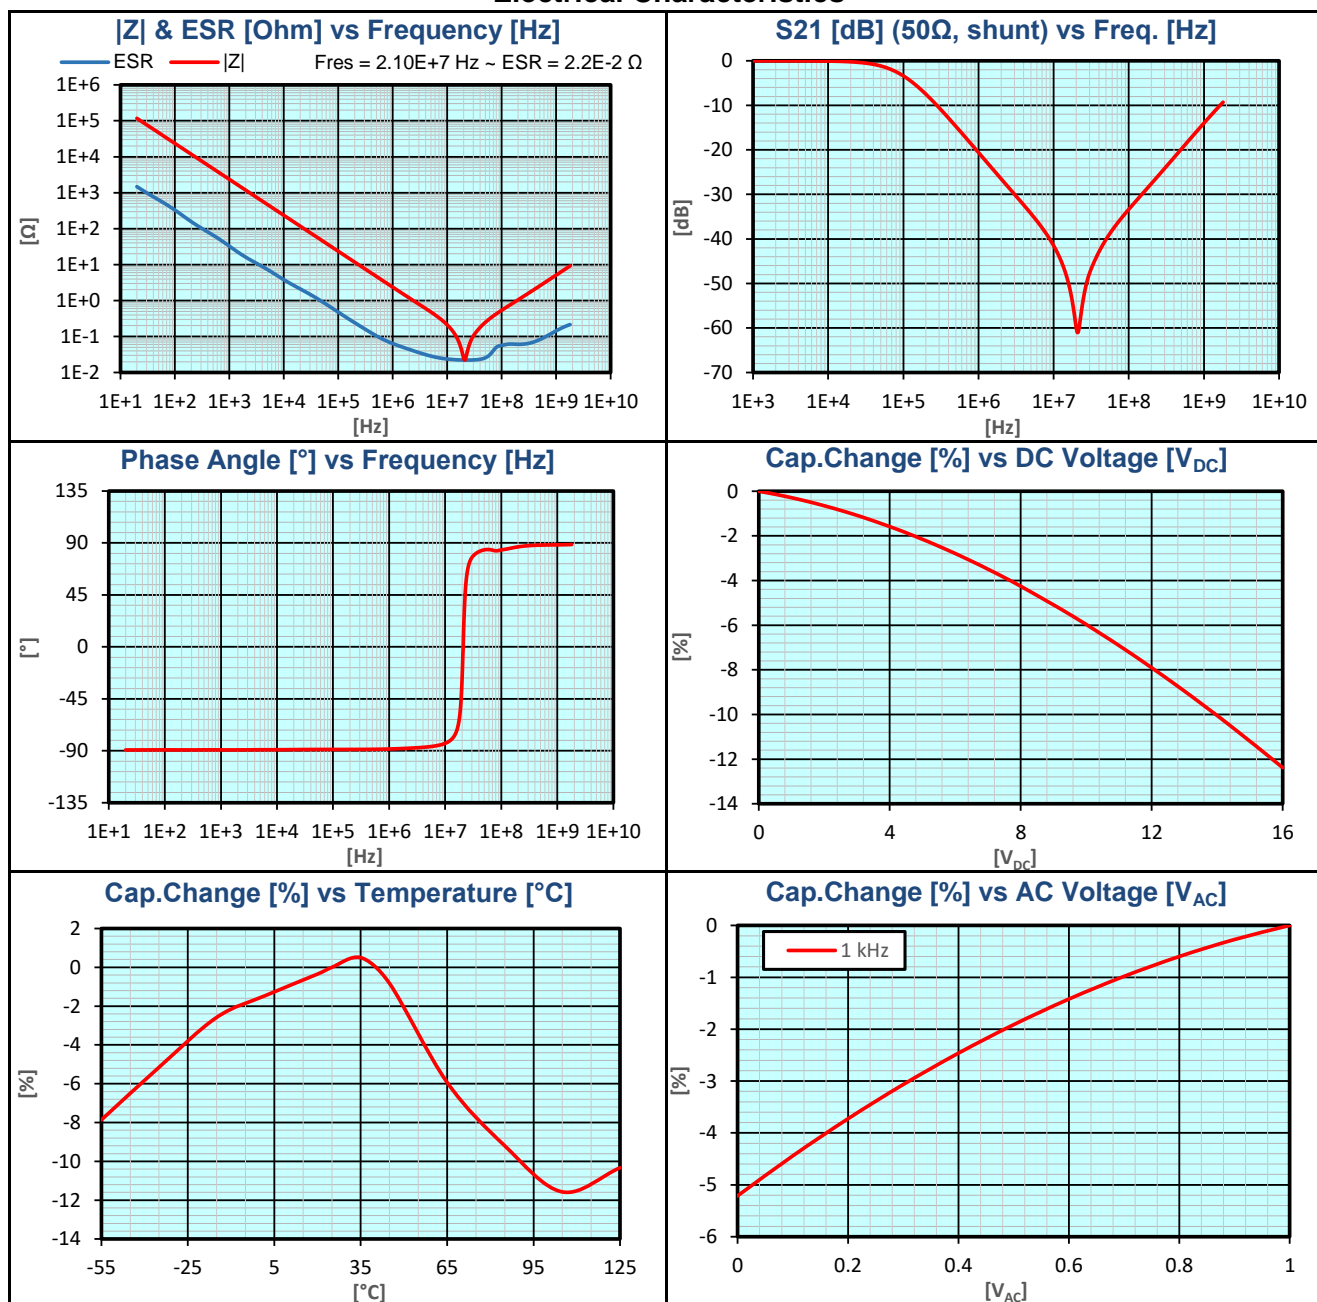 Electrical Characteristics
|Z| & ESR [Ohm] vs Frequency [Hz]
ESR |Z| Fres = 2.10E+7 Hz ~ ESR = 2.2E-2 Ω
1E+6
1E+5
1E+4
1E+3
1E+2
1E+1
1E+0
1E-1
1E-2
[Ω]
1E+1 1E+2 1E+3 1E+4 1E+5 1E+6 1E+7 1E+8 1E+9 1E+10
[Hz]
S21 [dB] (50Ω, shunt) vs Freq. [Hz]
0
-10
-20
-30
-40
-50
-60
-70
[dB]
1E+3 1E+4 1E+5 1E+6 1E+7 1E+8 1E+9 1E+10
[Hz]
Phase Angle [°] vs Frequency [Hz]
135
90
45
0
-45
-90
-135
[°]
1E+1 1E+2 1E+3 1E+4 1E+5 1E+6 1E+7 1E+8 1E+9 1E+10
[Hz]
Cap.Change [%] vs DC Voltage [VDC]
0
-2
-4
-6
-8
-10
-12
-14
[%]
0 4 8 12 16
[VDC]
Cap.Change [%] vs Temperature [°C]
2
0
-2
-4
-6
-8
-10
-12
-14
[%]
-55 -25 5 35 65 95 125
[°C]
Cap.Change [%] vs AC Voltage [VAC]
1 kHz
0
-1
-2
-3
-4
-5
-6
[%]
0 0.2 0.4 0.6 0.8 1
[VAC]